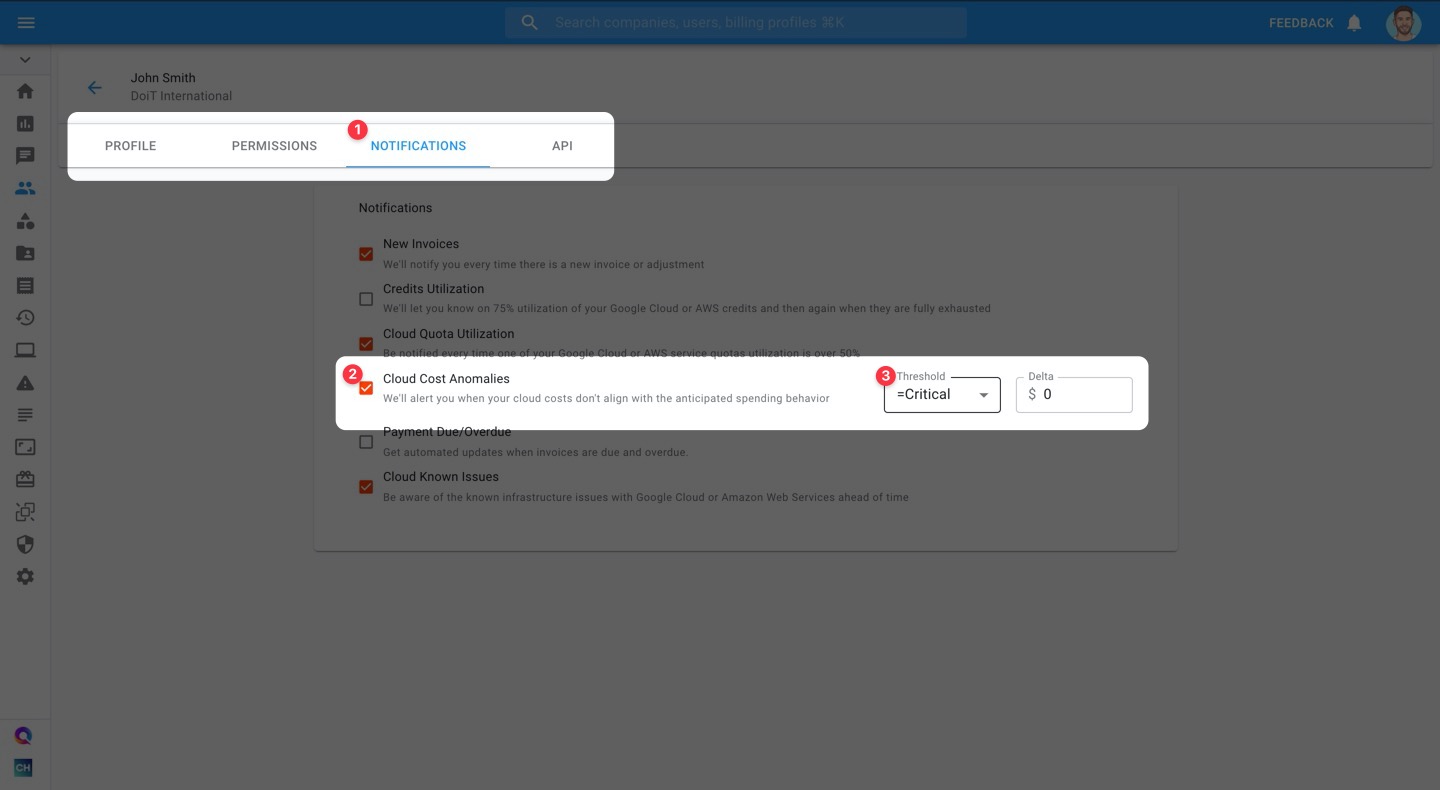 Search companies, users, billing profiles ⌘K
FEEDBACK
John Smith
DoiT International
1
PROFILE PERMISSIONS NOTIFICATIONS API
Notifications
New Invoices
We'll notify you every time there is a new invoice or adjustment
Credits Utilization
We'll let you know on 75% utilization of your Google Cloud or AWS credits and then again when they are fully exhausted
Cloud Quota Utilization
Be notified every time one of your Google Cloud or AWS service quotas utilization is over 50%
2
Cloud Cost Anomalies
We'll alert you when your cloud costs don't align with the anticipated spending behavior
3
Threshold
=Critical
Delta
$ 0
Payment Due/Overdue
Get automated updates when invoices are due and overdue.
Cloud Known Issues
Be aware of the known infrastructure issues with Google Cloud or Amazon Web Services ahead of time
CH